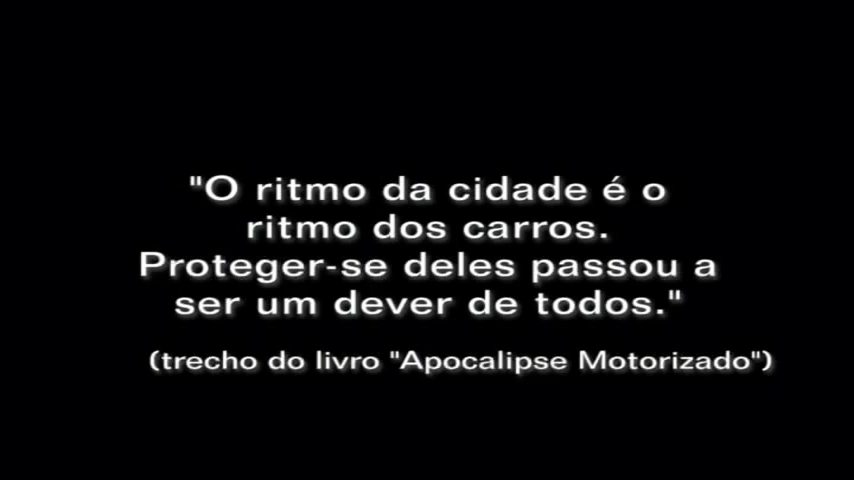 "O ritmo da cidade é o
ritmo dos carros.
Proteger-se deles passou a
ser um dever de todos."
(trecho do livro "Apocalipse Motorizado")